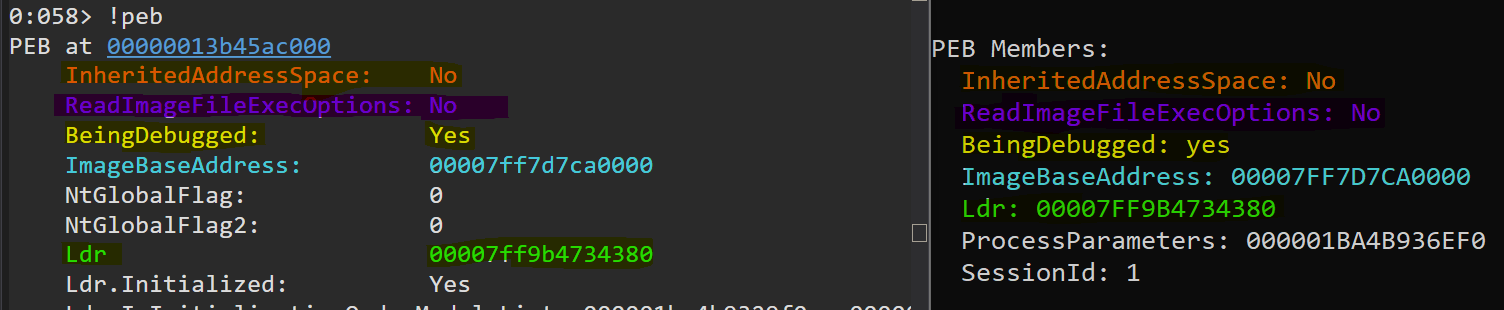 0:058> !peb
PEB at 00000013b45ac000
InheritedAddressSpace: No
ReadImageFileExecOptions: No
BeingDebugged: Yes
ImageBaseAddress: 00007ff7d7ca0000
NtGlobalFlag: 0
NtGlobalFlag2: 0
Ldr 00007ff9b4734380
Ldr.Initialized: Yes
PEB Members:
InheritedAddressSpace: No
ReadImageFileExecOptions: No
BeingDebugged: yes
ImageBaseAddress: 00007FF7D7CA0000
Ldr: 00007FF9B4734380
ProcessParameters: 000001BA4B936EF0
SessionId: 1